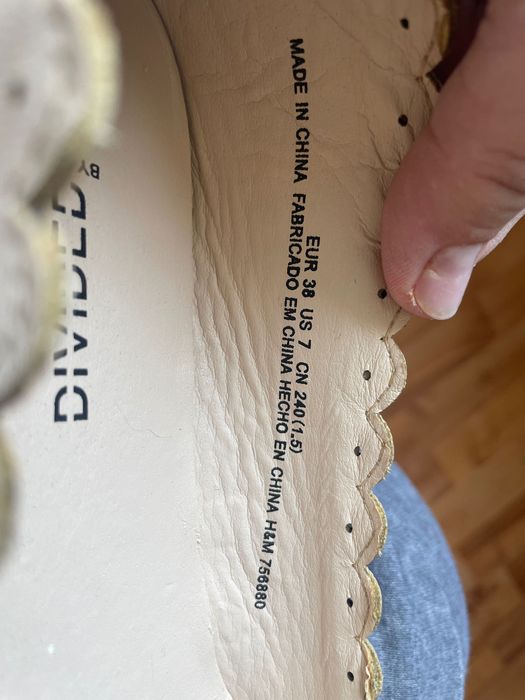 EUR 38 US 7 CN 240(1.5)
MADE IN CHINA FABRICADO EM CHINA HECHO EN CHINA H&M 756880
DIVIDED
BY